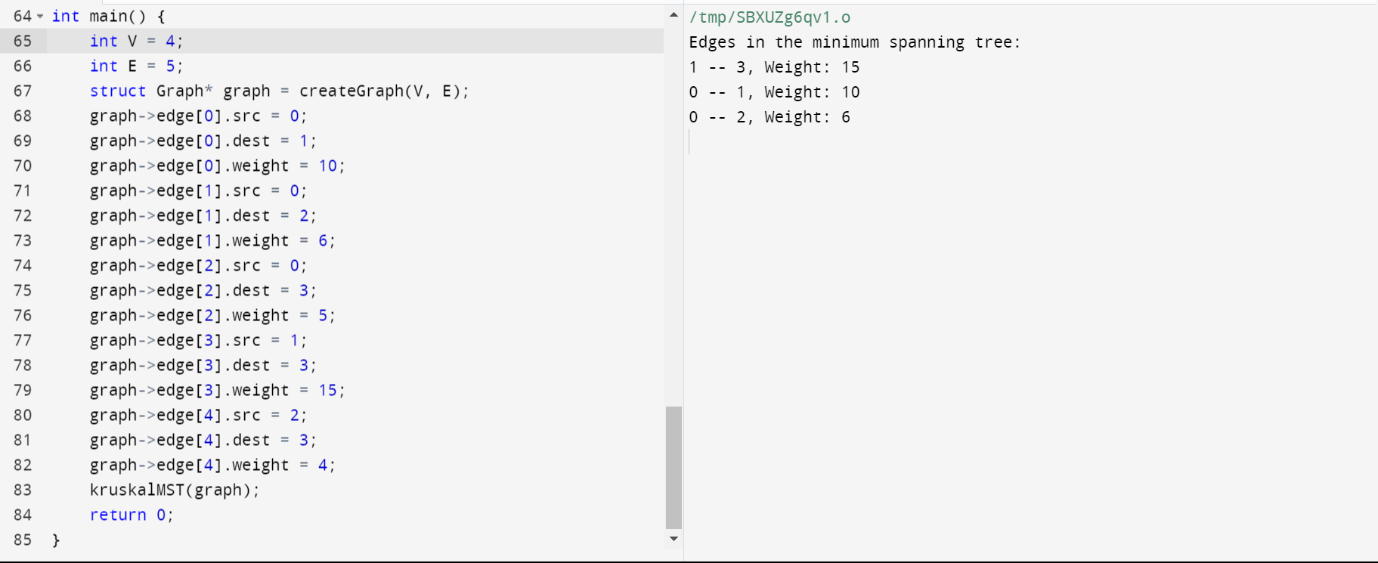 64 int main() {
65 int V = 4;
66 int E = 5;
67 struct Graph* graph = createGraph(V, E);
68 graph->edge[0].src = 0;
69 graph->edge[0].dest = 1;
70 graph->edge[0].weight = 10;
71 graph->edge[1].src = 0;
72 graph->edge[1].dest = 2;
73 graph->edge[1].weight = 6;
74 graph->edge[2].src = 0;
75 graph->edge[2].dest = 3;
76 graph->edge[2].weight = 5;
77 graph->edge[3].src = 1;
78 graph->edge[3].dest = 3;
79 graph->edge[3].weight = 15;
80 graph->edge[4].src = 2;
81 graph->edge[4].dest = 3;
82 graph->edge[4].weight = 4;
83 kruskalMST(graph);
84 return 0;
85 }
/tmp/SBXUZg6qv1.o
Edges in the minimum spanning tree:
1 -- 3, Weight: 15
0 -- 1, Weight: 10
0 -- 2, Weight: 6